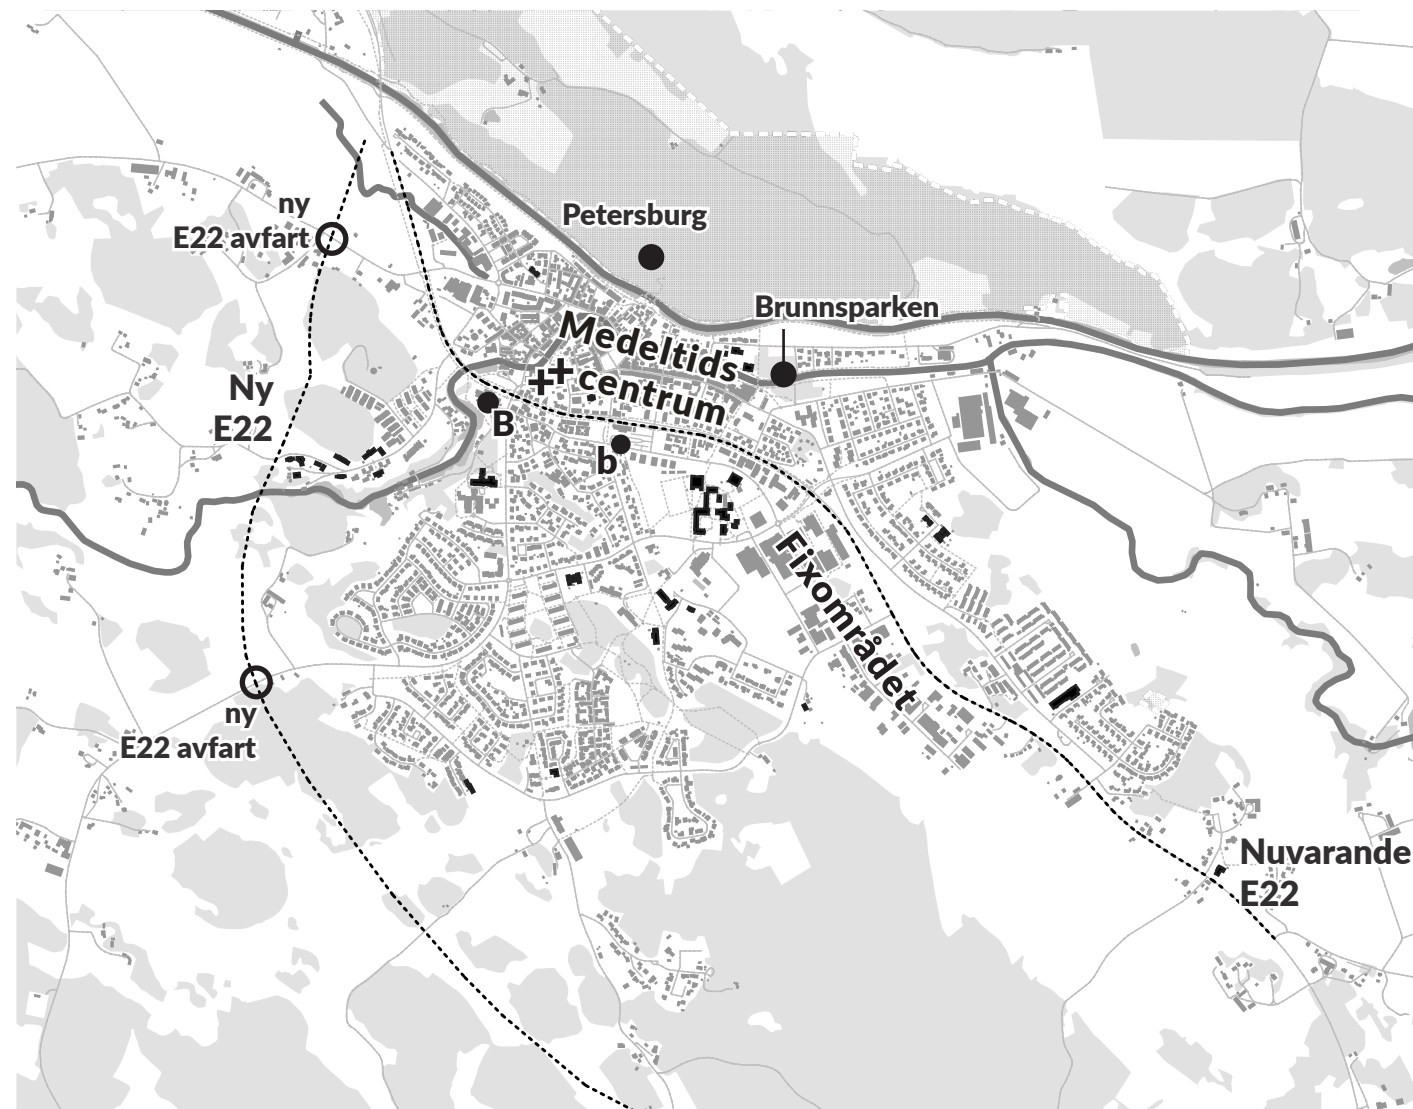 ny
E22 avfart
Petersburg
Brunnsparken
Medeltids
centrum
Ny
E22
B
b
Fixområdet
ny
E22 avfart
Nuvarande
E22